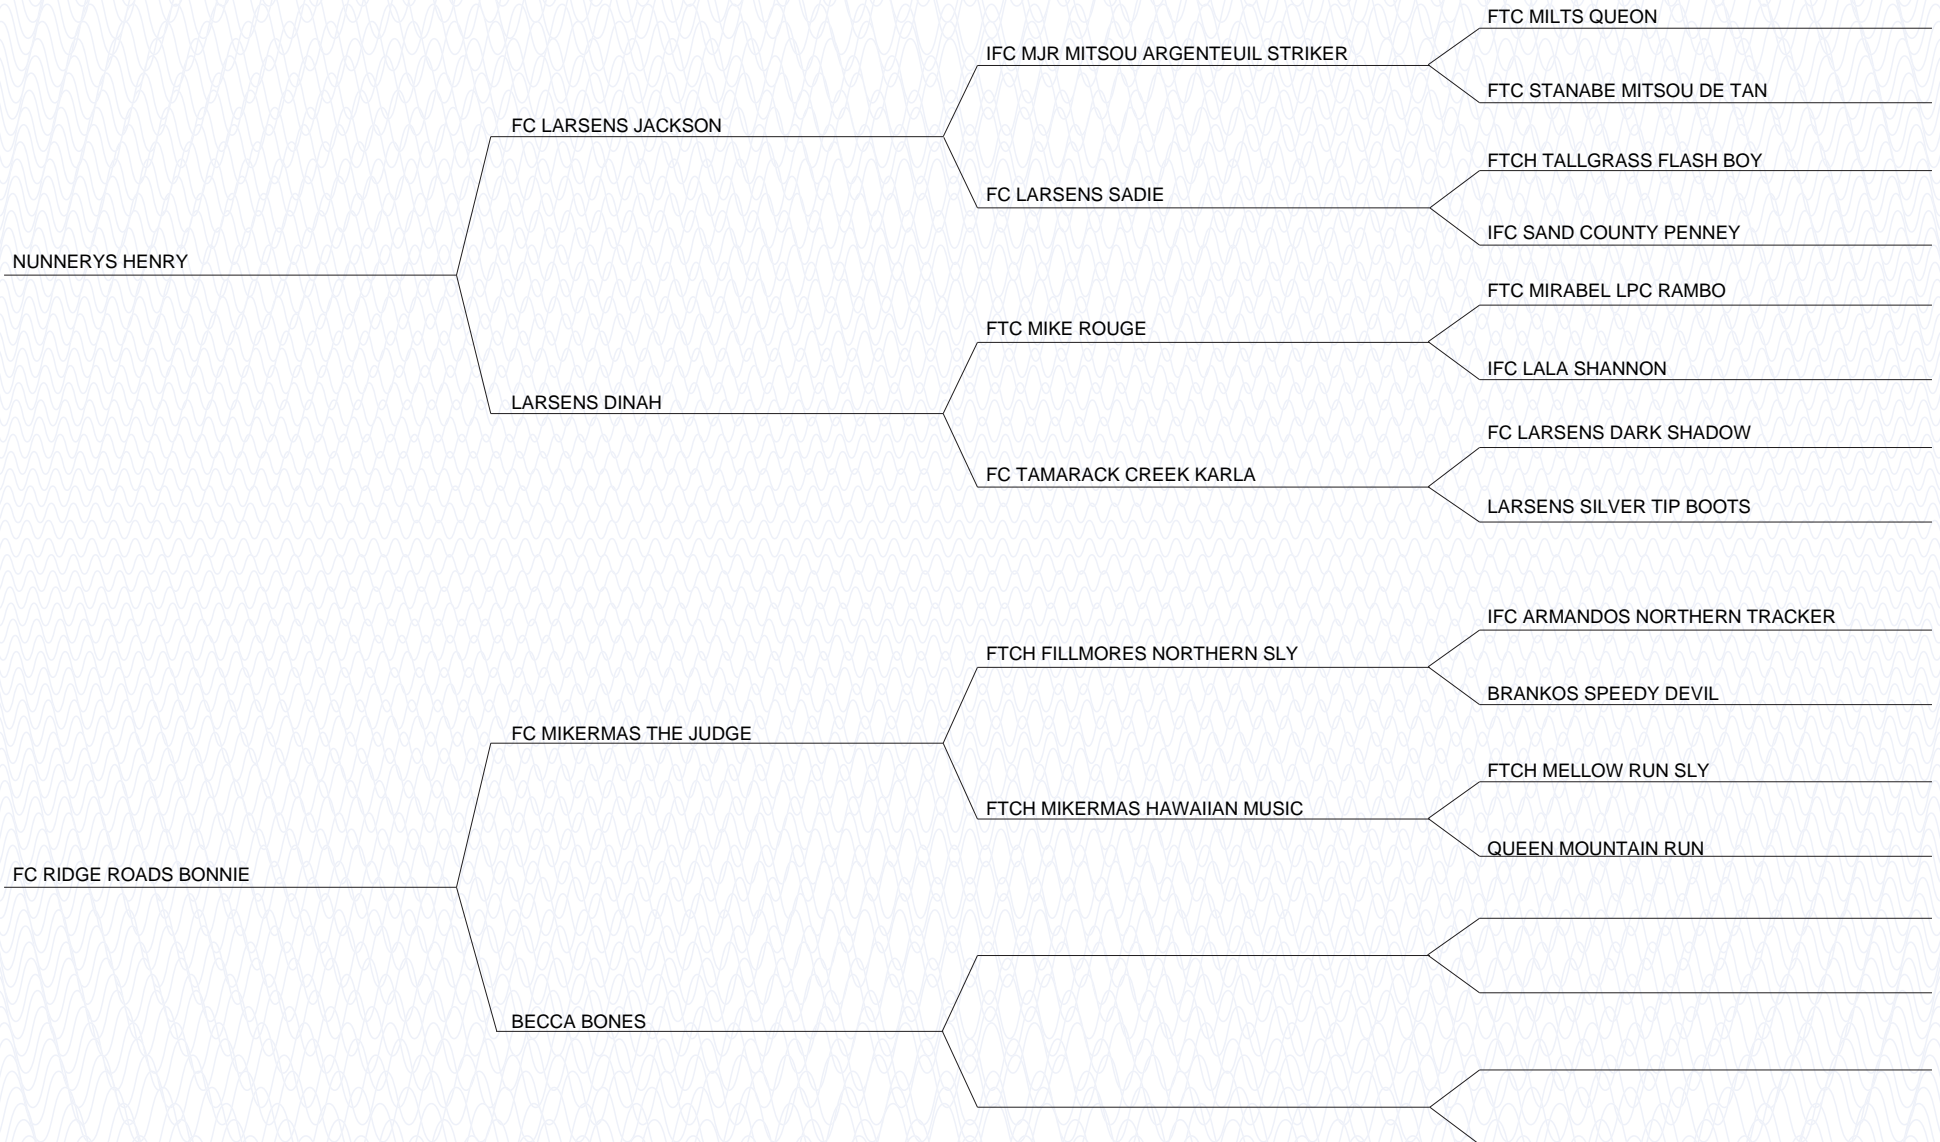 FTC MILTS QUEON
IFC MJR MITSOU ARGENTEUIL STRIKER
FTC STANABE MITSOU DE TAN
FC LARSENS JACKSON
FTCH TALLGRASS FLASH BOY
FC LARSENS SADIE
IFC SAND COUNTY PENNEY
NUNNERYS HENRY
FTC MIRABEL LPC RAMBO
FTC MIKE ROUGE
IFC LALA SHANNON
LARSENS DINAH
FC LARSENS DARK SHADOW
FC TAMARACK CREEK KARLA
LARSENS SILVER TIP BOOTS
IFC ARMANDOS NORTHERN TRACKER
FTCH FILLMORES NORTHERN SLY
BRANKOS SPEEDY DEVIL
FC MIKERMAS THE JUDGE
FTCH MELLOW RUN SLY
FTCH MIKERMAS HAWAIIAN MUSIC
QUEEN MOUNTAIN RUN
FC RIDGE ROADS BONNIE
BECCA BONES